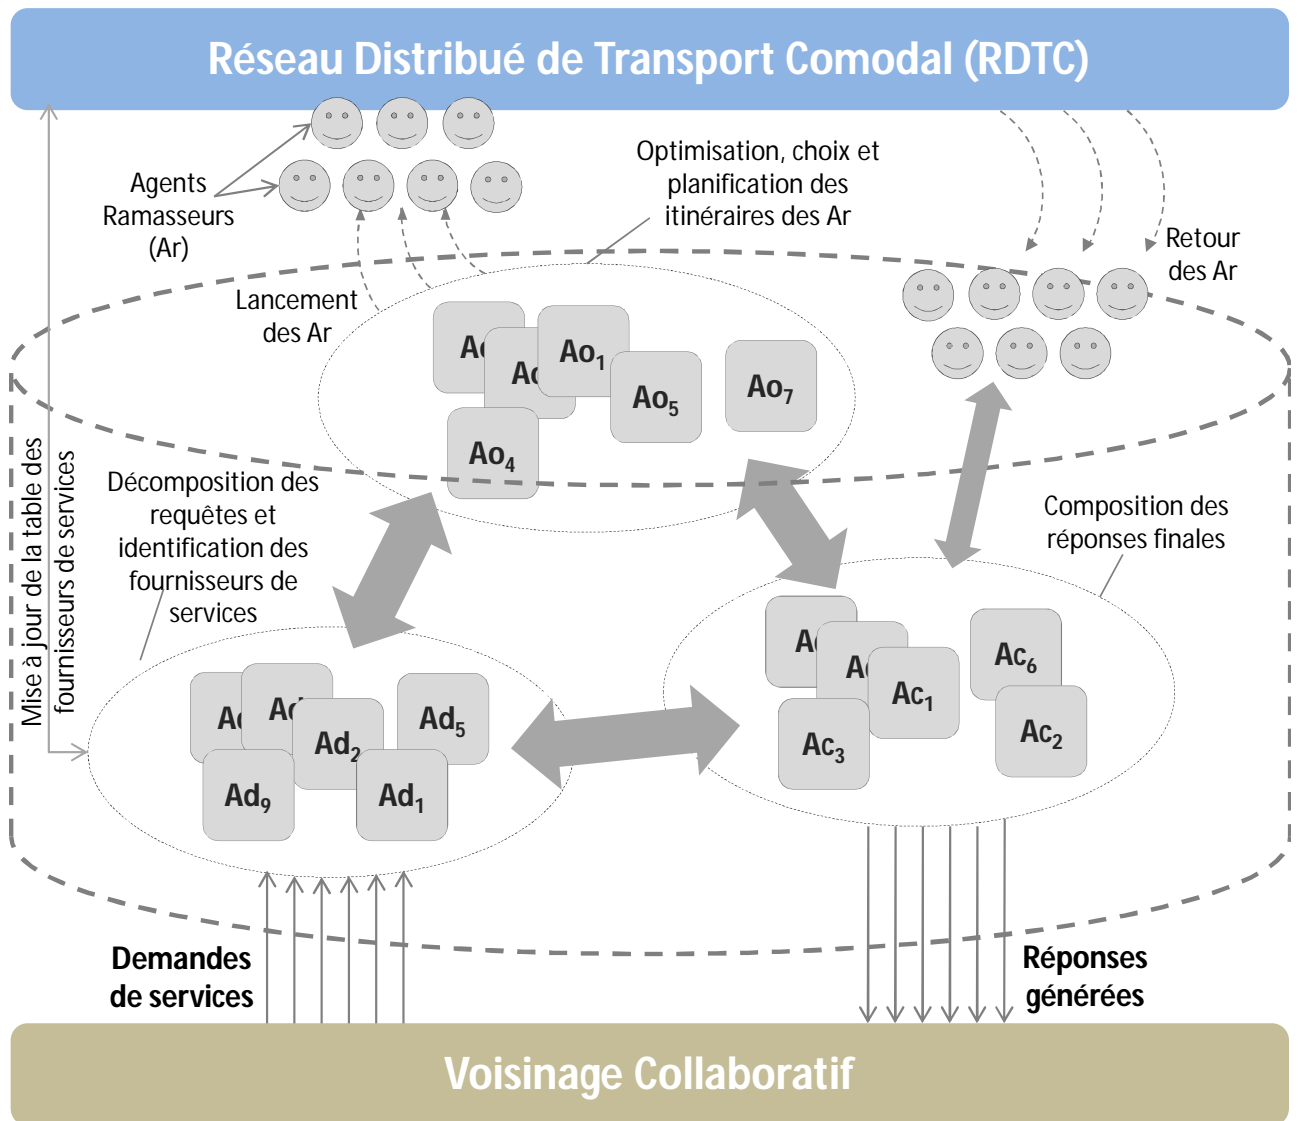 Réseau Distribué de Transport Comodal (RDTC)
Agents
Ramasseurs
(Ar)
Optimisation, choix et
planification des
itinéraires des Ar
Retour
des Ar
Lancement
des Ar
Ao₁
Ao₅
Ao₇
Ao₄
Mise à jour de la table des
fournisseurs de services
Décomposition des
requêtes et
identification des
fournisseurs de
services
Composition des
réponses finales
Ad₂
Ad₅
Ad₉
Ad₁
Ac₁
Ac₆
Ac₃
Ac₂
Demandes
de services
Réponses
générées
Voisinage Collaboratif